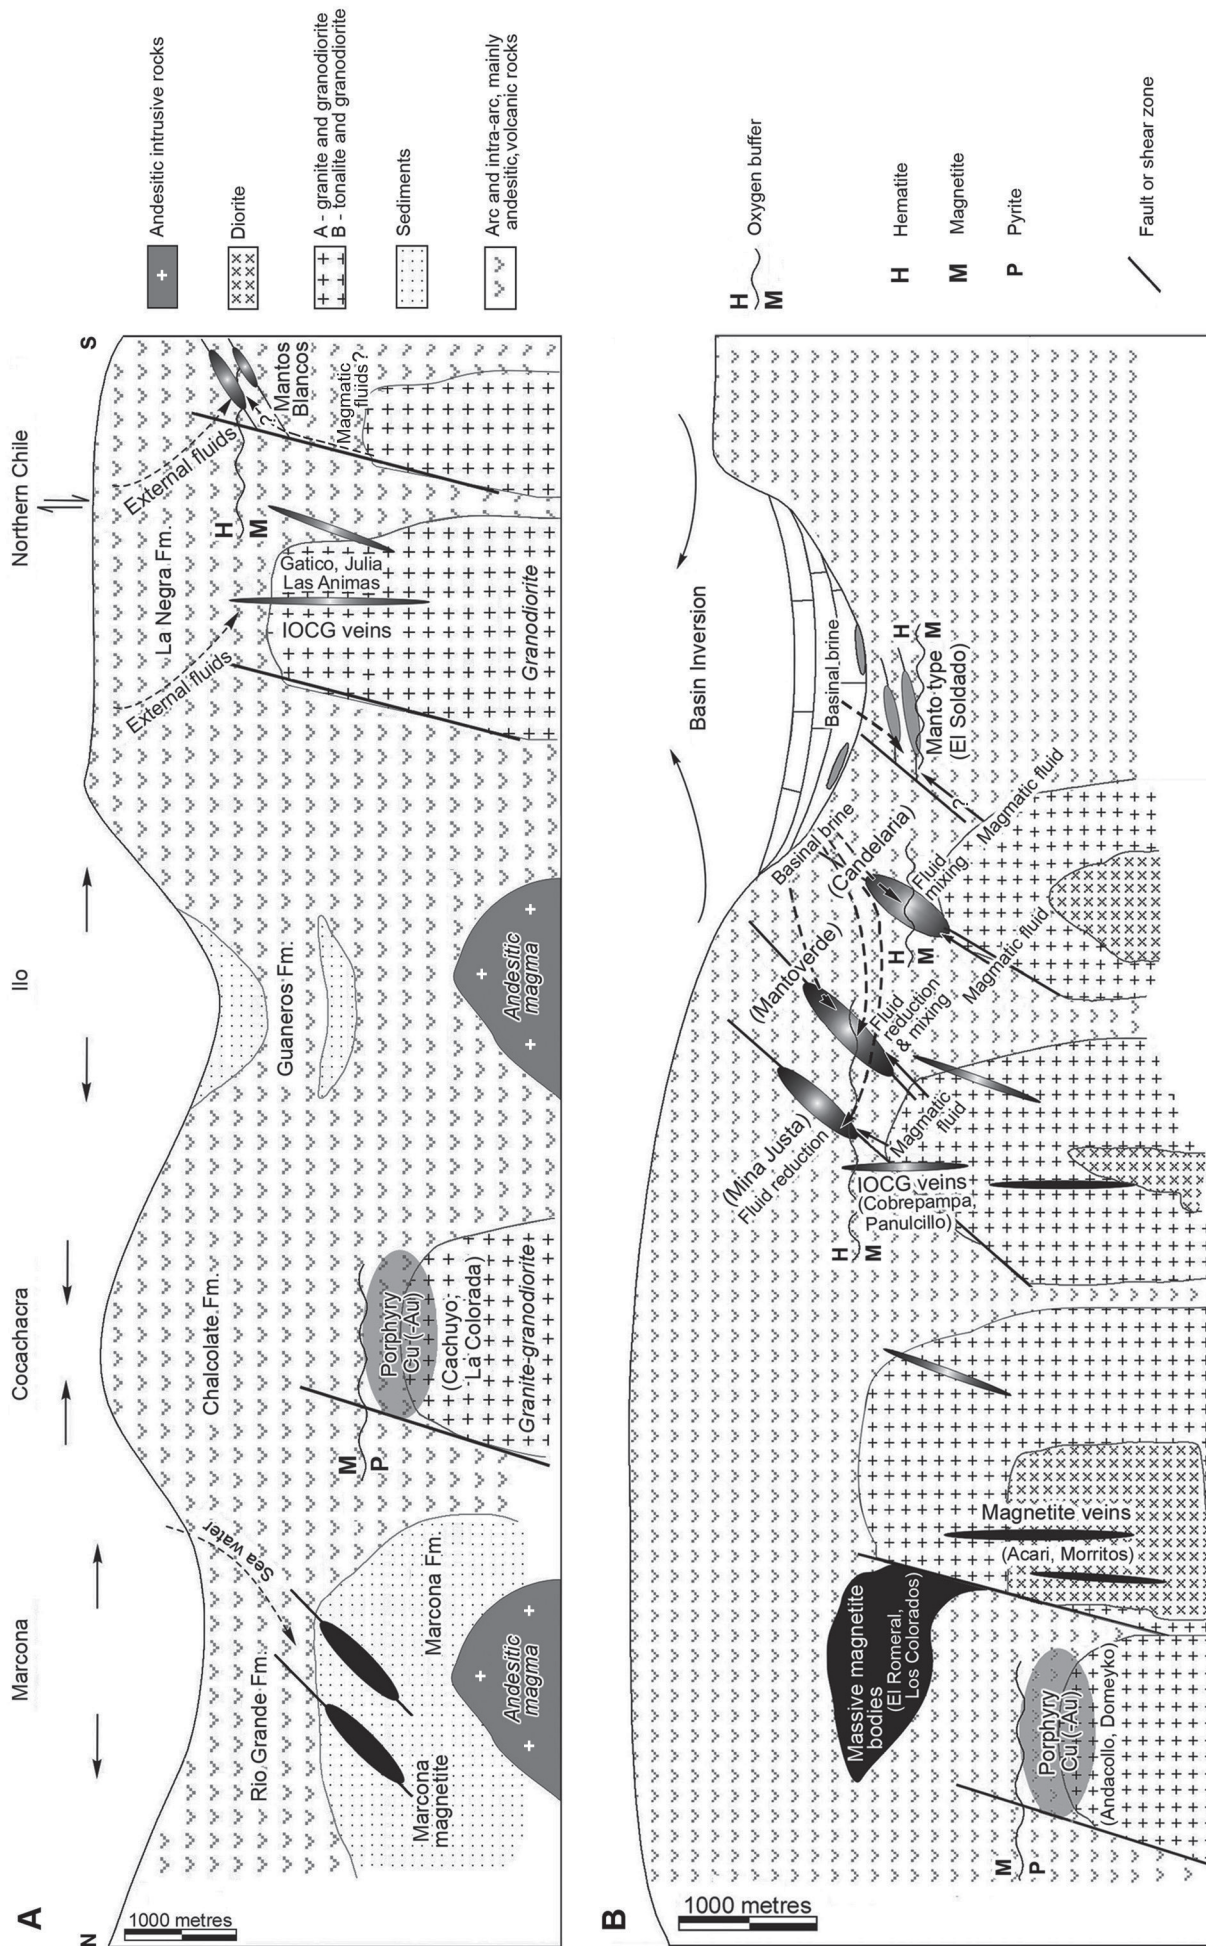 A
N
S
Marcona
Cocachara
Ilo
Northern Chile
Rio Grande Fm.
Sea water
Marcona
magnetite
Marcona Fm.
Andesitic
magma
Chalcolate Fm.
M
P
Porphyry
Cu (-Au)
(Cachuyo,
La Colorada)
Granite-granodiorite
Guaneros Fm.
Andesitic
magma
La Negra Fm.
External fluids
External fluids
H
M
Gatico, Julia
Las Animas
IOCG veins
Granodiorite
?
Mantos
Blancos
Magmatic
fluids?
1000 metres
Andesitic intrusive rocks
Diorite
A - granite and granodiorite
B - tonalite and granodiorite
Sediments
Arc and intra-arc, mainly
andesitic, volcanic rocks
B
Basin Inversion
Basinal brine
Basinal brine
(Candelaria)
(Mantoverde)
(Mina Justa)
Fluid reduction
Fluid
reduction
& mixing
Fluid
mixing
Magmatic fluid
Magmatic fluid
Magmatic
fluid
H
M
H
M
H
M
Manto type
(El Soldado)
?
IOCG veins
(Cobrepampa,
Panulcillo)
Massive magnetite
bodies
(El Romeral,
Los Colorados)
Magnetite veins
(Acari, Morritos)
M
P
Porphyry
Cu (-Au)
(Andacollo, Domeyko)
1000 metres
H
M
Oxygen buffer
H
Hematite
M
Magnetite
P
Pyrite
Fault or shear zone